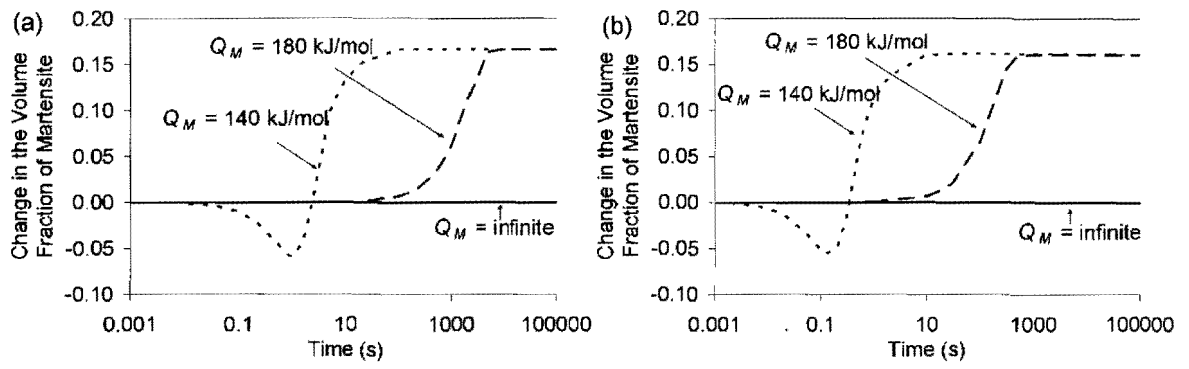 (a)
Change in the Volume
Fraction of Martensite
0.20
0.15
0.10
0.05
0.00
-0.05
-0.10
Q_M = 180 kJ/mol
Q_M = 140 kJ/mol
Q_M = infinite
0.001
0.1
10
1000
100000
Time (s)
(b)
Change in the Volume
Fraction of Martensite
0.20
0.15
0.10
0.05
0.00
-0.05
-0.10
Q_M = 180 kJ/mol
Q_M = 140 kJ/mol
Q_M = infinite
0.001
0.1
10
1000
100000
Time (s)